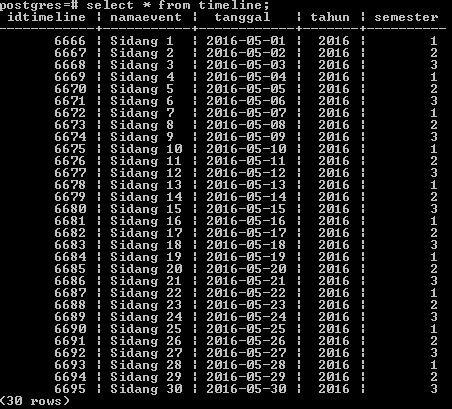 postgres=# select * from timeline;
idtimeline | namaevent | tanggal | tahun | semester
6666 | Sidang 1 | 2016-05-01 | 2016 | 1
6667 | Sidang 2 | 2016-05-02 | 2016 | 2
6668 | Sidang 3 | 2016-05-03 | 2016 | 3
6669 | Sidang 4 | 2016-05-04 | 2016 | 1
6670 | Sidang 5 | 2016-05-05 | 2016 | 2
6671 | Sidang 6 | 2016-05-06 | 2016 | 3
6672 | Sidang 7 | 2016-05-07 | 2016 | 1
6673 | Sidang 8 | 2016-05-08 | 2016 | 2
6674 | Sidang 9 | 2016-05-09 | 2016 | 3
6675 | Sidang 10 | 2016-05-10 | 2016 | 1
6676 | Sidang 11 | 2016-05-11 | 2016 | 2
6677 | Sidang 12 | 2016-05-12 | 2016 | 3
6678 | Sidang 13 | 2016-05-13 | 2016 | 1
6679 | Sidang 14 | 2016-05-14 | 2016 | 2
6680 | Sidang 15 | 2016-05-15 | 2016 | 3
6681 | Sidang 16 | 2016-05-16 | 2016 | 1
6682 | Sidang 17 | 2016-05-17 | 2016 | 2
6683 | Sidang 18 | 2016-05-18 | 2016 | 3
6684 | Sidang 19 | 2016-05-19 | 2016 | 1
6685 | Sidang 20 | 2016-05-20 | 2016 | 2
6686 | Sidang 21 | 2016-05-21 | 2016 | 3
6687 | Sidang 22 | 2016-05-22 | 2016 | 1
6688 | Sidang 23 | 2016-05-23 | 2016 | 2
6689 | Sidang 24 | 2016-05-24 | 2016 | 3
6690 | Sidang 25 | 2016-05-25 | 2016 | 1
6691 | Sidang 26 | 2016-05-26 | 2016 | 2
6692 | Sidang 27 | 2016-05-27 | 2016 | 3
6693 | Sidang 28 | 2016-05-28 | 2016 | 1
6694 | Sidang 29 | 2016-05-29 | 2016 | 2
6695 | Sidang 30 | 2016-05-30 | 2016 | 3
(30 rows)